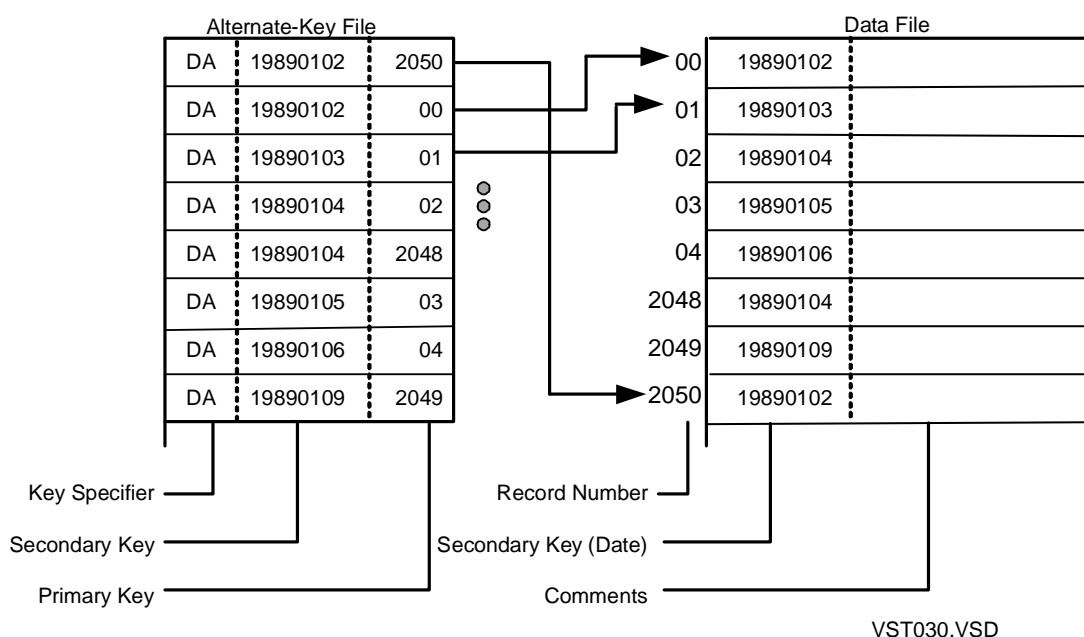 Alternate-Key File
Data File
DA 19890102 2050
00 19890102
DA 19890102 00
01 19890103
DA 19890103 01
02 19890104
DA 19890104 02
03 19890105
DA 19890104 2048
04 19890106
DA 19890105 03
2048 19890104
DA 19890106 04
2049 19890109
DA 19890109 2049
2050 19890102
Key Specifier
Record Number
Secondary Key
Secondary Key (Date)
Primary Key
Comments
VST030.VSD